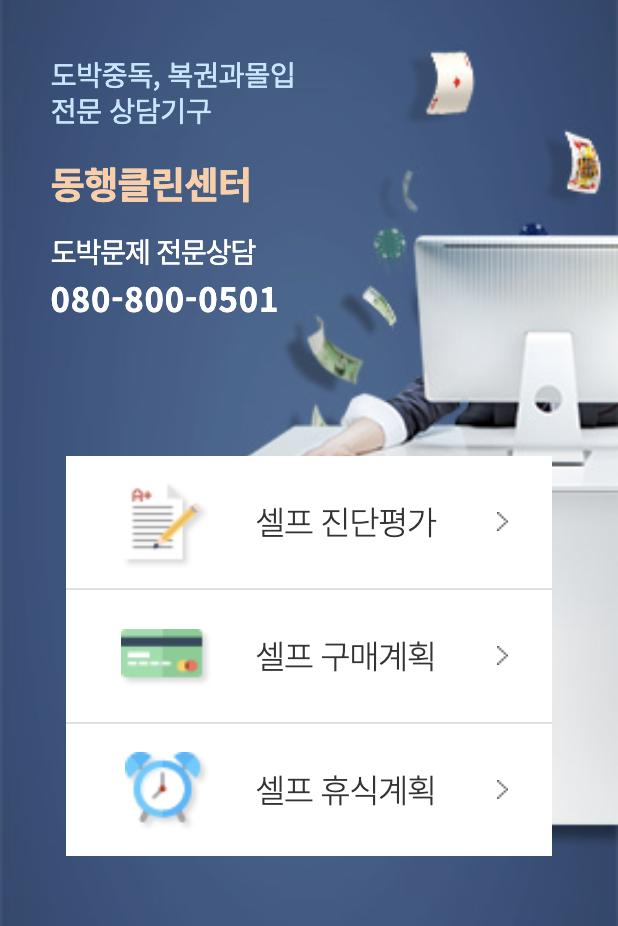 도박중독, 복권과몰입
전문 상담기구
동행클린센터
도박문제 전문상담
080-800-0501
A+
셀프 진단평가
셀프 구매계획
셀프 휴식계획